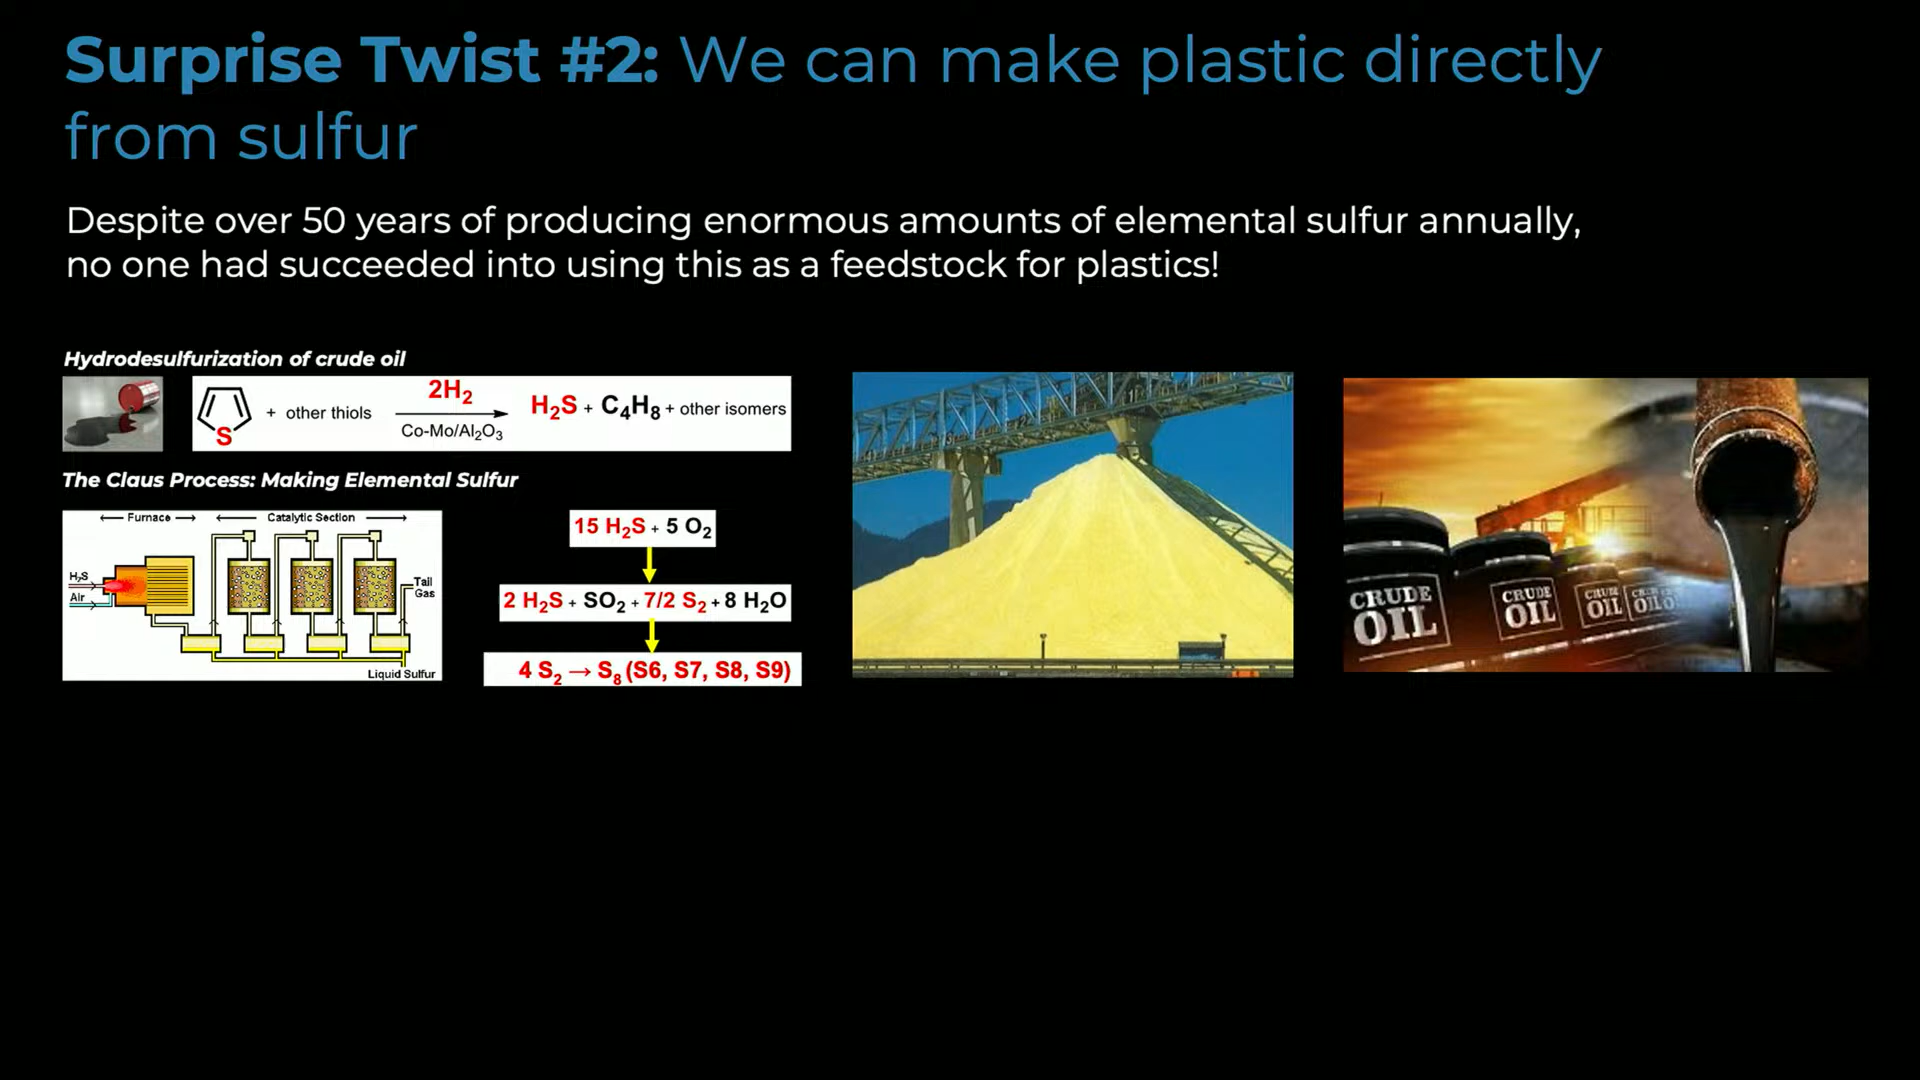 Surprise Twist #2: We can make plastic directly
from sulfur
Despite over 50 years of producing enormous amounts of elemental sulfur annually,
no one had succeeded into using this as a feedstock for plastics!
Hydrodesulfurization of crude oil
S + other thiols 2H₂ Co-Mo/Al₂O₃ H₂S + C₄H₈ + other isomers
The Claus Process: Making Elemental Sulfur
Furnace Catalytic Section
H₂S
Air
Tail
Gas
Liquid Sulfur
15 H₂S + 5 O₂
2 H₂S + SO₂ + 7/2 S₂ + 8 H₂O
4 S₂ → S₈ (S6, S7, S8, S9)
CRUDE
OIL
CRUDE
OIL
CRUDE
OIL
CRUDE
OIL